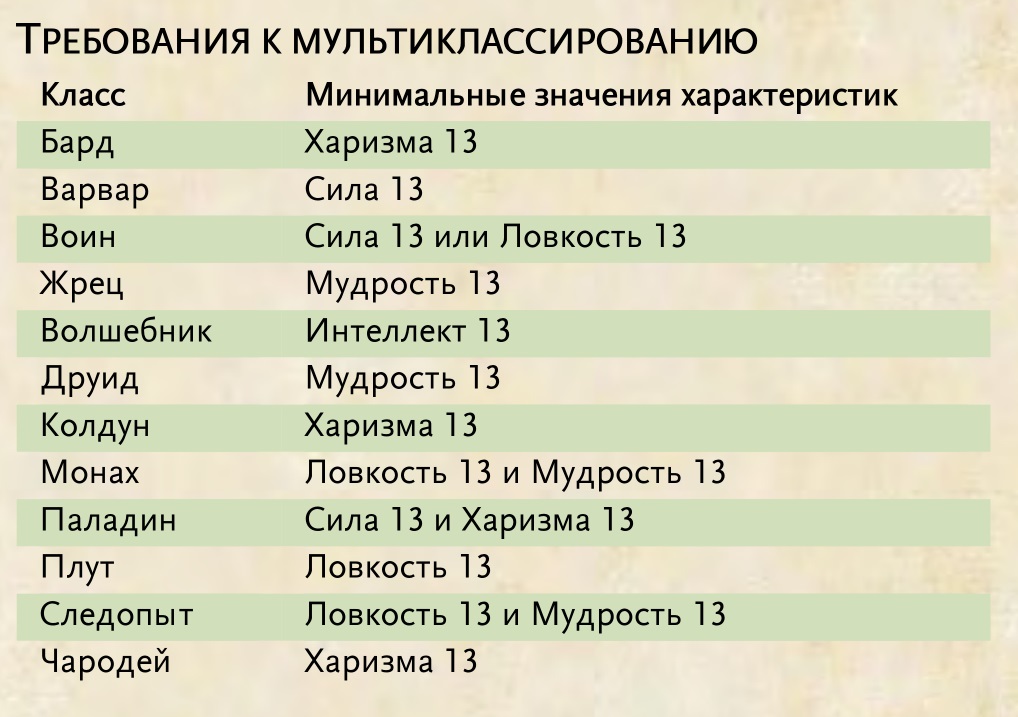 Требования к мультиклассированию
Класс Минимальные значения характеристик
Бард Харизма 13
Варвар Сила 13
Воин Сила 13 или Ловкость 13
Жрец Мудрость 13
Волшебник Интеллект 13
Друид Мудрость 13
Колдун Харизма 13
Монах Ловкость 13 и Мудрость 13
Паладин Сила 13 и Харизма 13
Плут Ловкость 13
Следопыт Ловкость 13 и Мудрость 13
Чародей Харизма 13